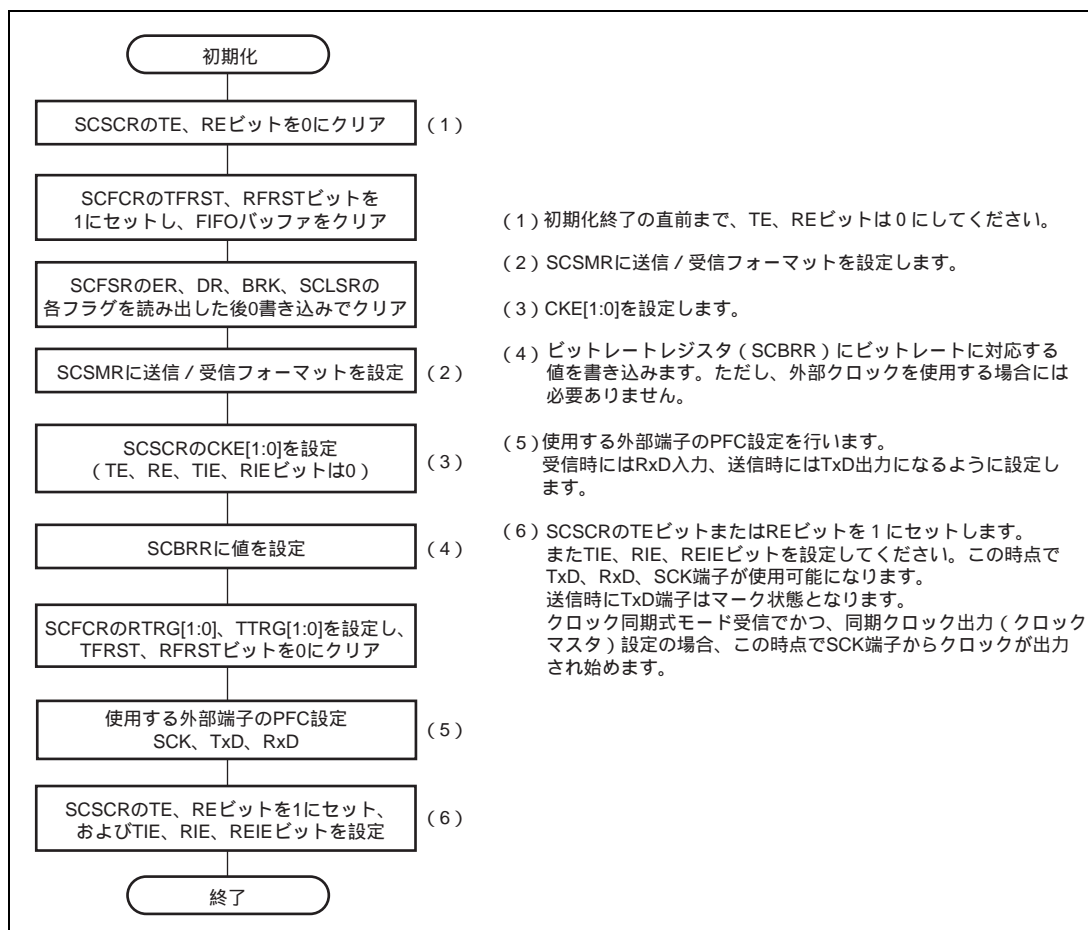 初期化
SCSCRのTE、REビットを0にクリア
(1)
SCFCRのTFRST、RFRSTビットを
1にセットし、FIFOバッファをクリア
SCFSRのER、DR、BRK、SCLSRの
各フラグを読み出した後0書き込みでクリア
SCSMRに送信/受信フォーマットを設定
(2)
SCSCRのCKE[1:0]を設定
(TE、RE、TIE、RIEビットは0)
(3)
SCBRRに値を設定
(4)
SCFCRのRTRG[1:0]、TTRG[1:0]を設定し、
TFRST、RFRSTビットを0にクリア
使用する外部端子のPFC設定
SCK、TxD、RxD
(5)
SCSCRのTE、REビットを1にセット、
およびTIE、RIE、REIEビットを設定
(6)
終了
(1)初期化終了の直前まで、TE、REビットは0にしてください。
(2)SCSMRに送信/受信フォーマットを設定します。
(3)CKE[1:0]を設定します。
(4)ビットレートレジスタ(SCBRR)にビットレートに対応する
値を書き込みます。ただし、外部クロックを使用する場合には
必要ありません。
(5)使用する外部端子のPFC設定を行います。
受信時にはRxD入力、送信時にはTxD出力になるように設定し
ます。
(6)SCSCRのTEビットまたはREビットを1にセットします。
またTIE、RIE、REIEビットを設定してください。この時点で
TxD、RxD、SCK端子が使用可能になります。
送信時にTxD端子はマーク状態となります。
クロック同期式モード受信でかつ、同期クロック出力(クロック
マスタ)設定の場合、この時点でSCK端子からクロックが出力
され始めます。